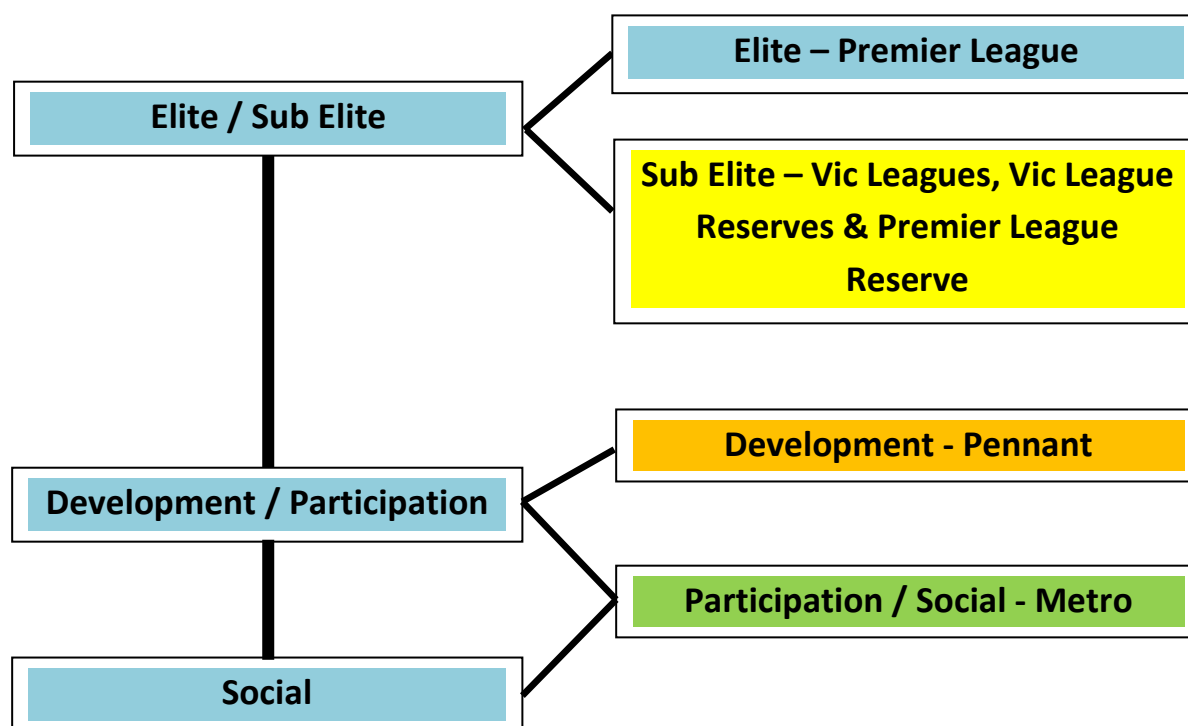 Elite – Premier League
Elite / Sub Elite
Sub Elite – Vic Leagues, Vic League
Reserves & Premier League
Reserve
Development - Pennant
Development / Participation
Participation / Social - Metro
Social